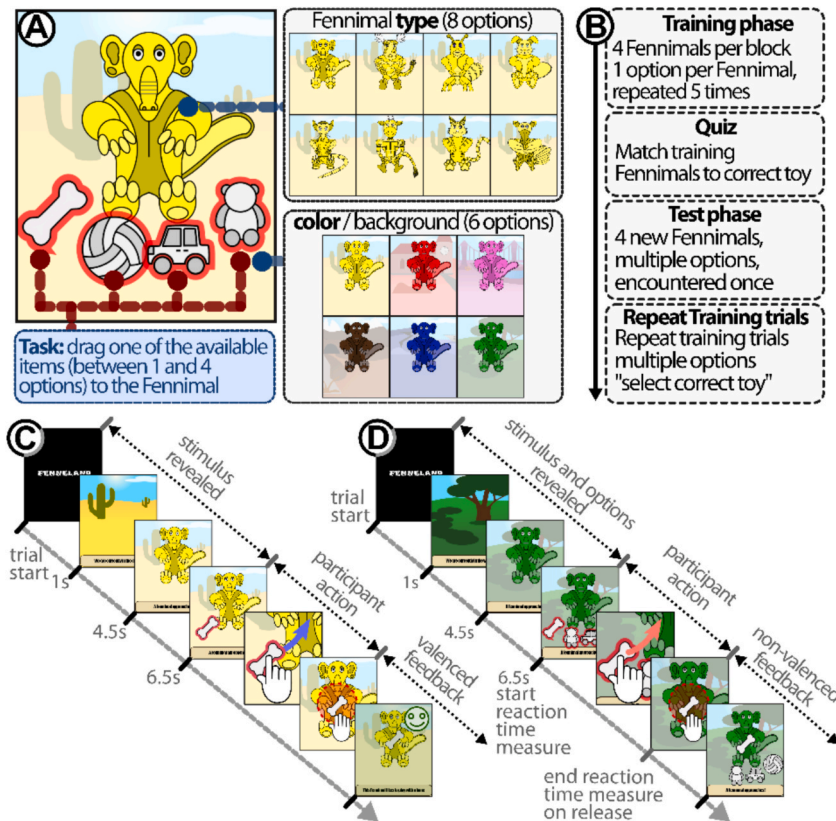 A
Fennimal type (8 options)
color / background (6 options)
Task: drag one of the available
items (between 1 and 4
options) to the Fennimal
B
Training phase
4 Fennimals per block
1 option per Fennimal,
repeated 5 times
Quiz
Match training
Fennimals to correct toy
Test phase
4 new Fennimals,
multiple options,
encountered once
Repeat Training trials
Repeat training trials
multiple options
"select correct toy"
C
FENNELAND
stimulus
revealed
trial
start
1s
participant
action
4.5s
valenced
feedback
6.5s
D
FENNELAND
stimulus and options
revealed
trial
start
1s
participant
action
4.5s
non-valenced
feedback
6.5s
start
reaction
time
measure
end reaction
time measure
on release